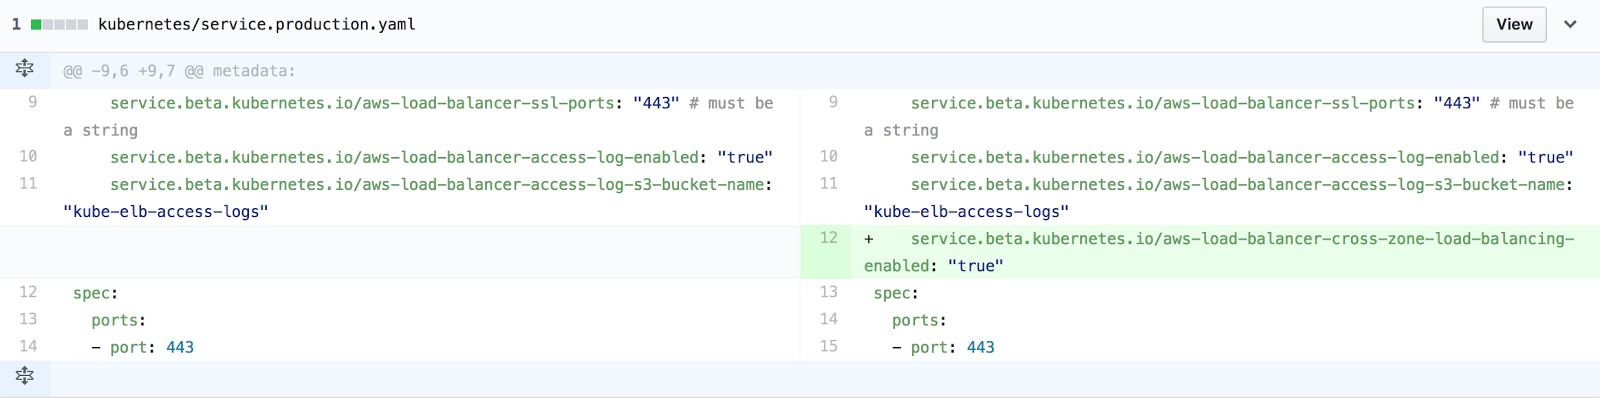 1 kubernetes/service.production.yaml View
@@ -9,6 +9,7 @@ metadata:
9 service.beta.kubernetes.io/aws-load-balancer-ssl-ports: "443" # must be
a string
10 service.beta.kubernetes.io/aws-load-balancer-access-log-enabled: "true"
11 service.beta.kubernetes.io/aws-load-balancer-access-log-s3-bucket-name:
"kube-elb-access-logs"
12 spec:
13 ports:
14 - port: 443
9 service.beta.kubernetes.io/aws-load-balancer-ssl-ports: "443" # must be
a string
10 service.beta.kubernetes.io/aws-load-balancer-access-log-enabled: "true"
11 service.beta.kubernetes.io/aws-load-balancer-access-log-s3-bucket-name:
"kube-elb-access-logs"
12 + service.beta.kubernetes.io/aws-load-balancer-cross-zone-load-balancing-
enabled: "true"
13 spec:
14 ports:
15 - port: 443